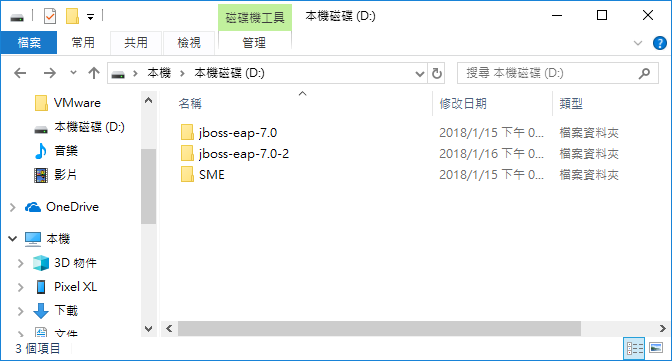 磁碟機工具 本機磁碟 (D:)
檔案 常用 共用 檢視 管理
本機 本機磁碟 (D:) 搜尋 本機磁碟 (D:)
名稱 修改日期 類型
VMware
本機磁碟 (D:)
音樂
影片
OneDrive
本機
3D 物件
Pixel XL
下載
文件
jboss-eap-7.0 2018/1/15 下午 0... 檔案資料夾
jboss-eap-7.0-2 2018/1/16 下午 0... 檔案資料夾
SME 2018/1/15 下午 0... 檔案資料夾
3 個項目